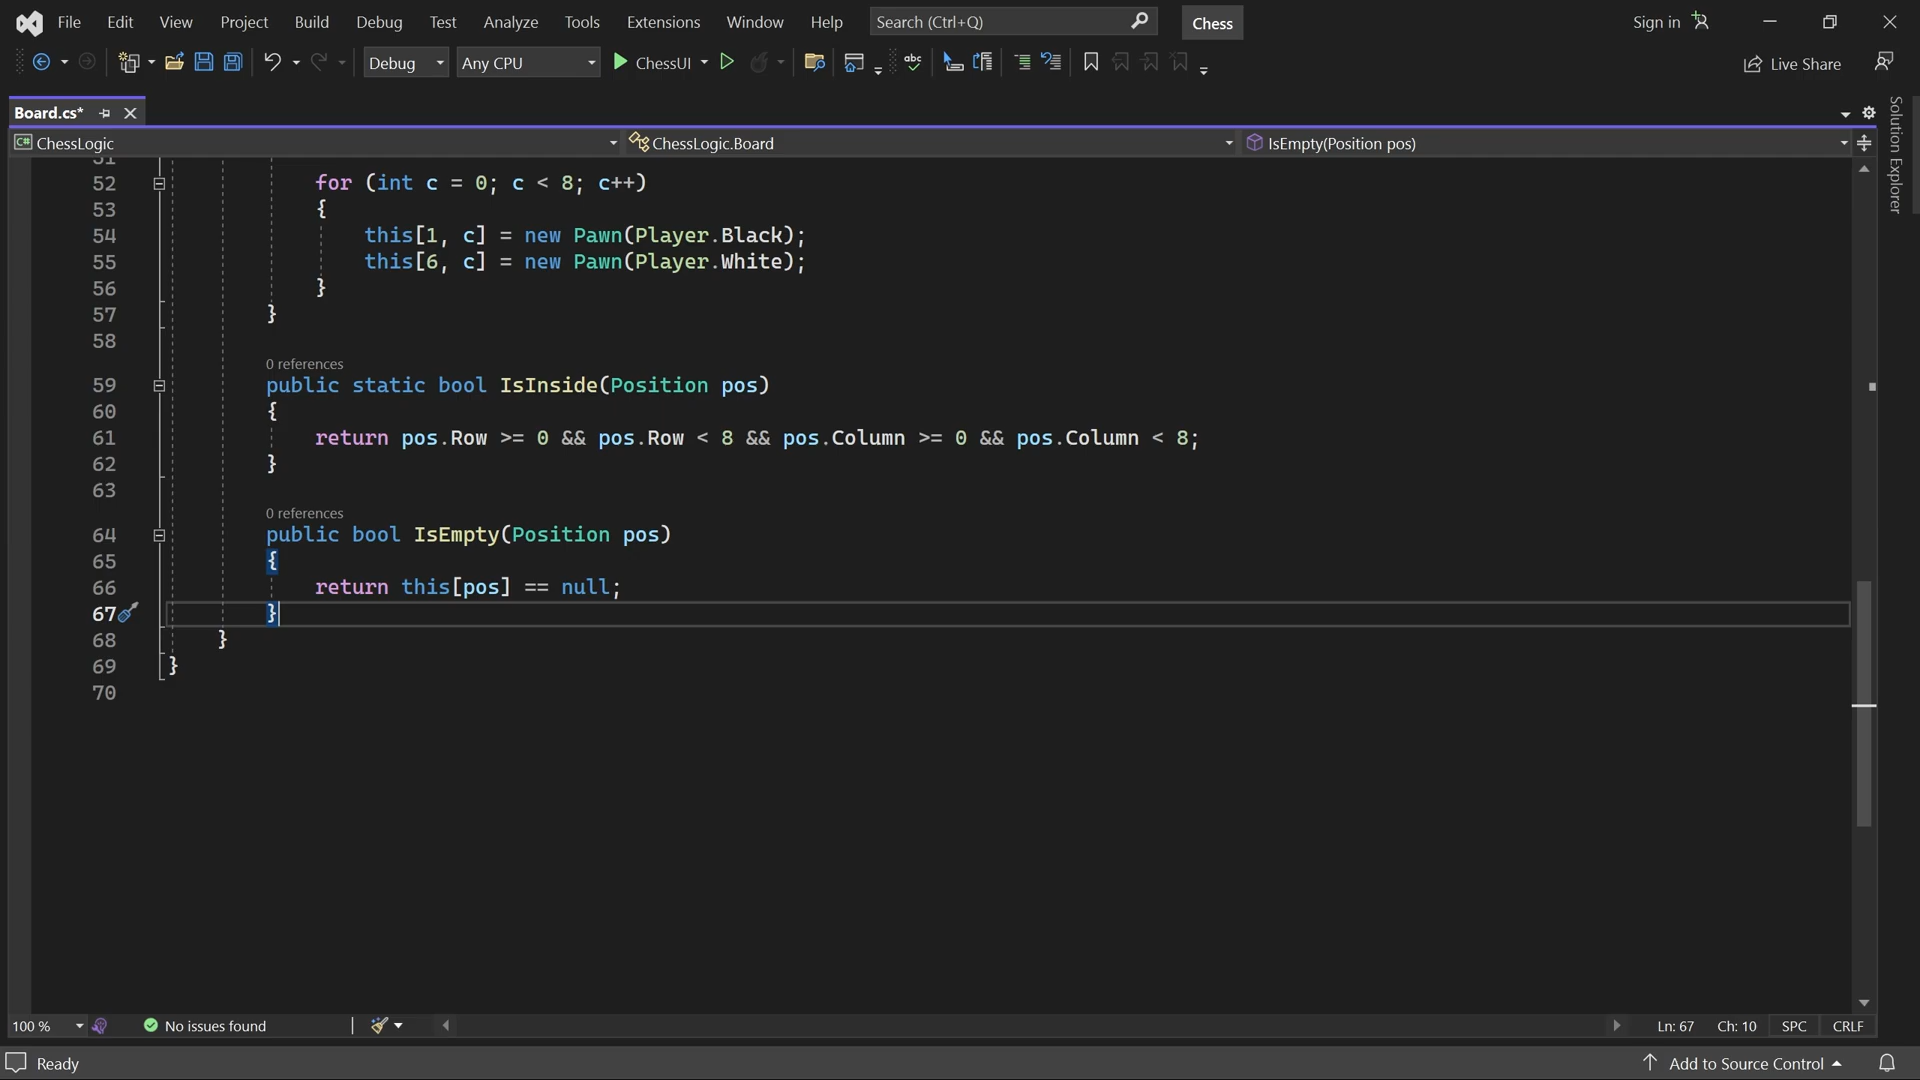 File Edit View Project Build Debug Test Analyze Tools Extensions Window Help Search (Ctrl+Q) Chess Sign in
Debug Any CPU ChessUI Live Share
Board.cs*
ChessLogic ChessLogic.Board IsEmpty(Position pos)
51
52 for (int c = 0; c < 8; c++)
53 {
54 this[1, c] = new Pawn(Player.Black);
55 this[6, c] = new Pawn(Player.White);
56 }
57 }
58
0 references
59 public static bool IsInside(Position pos)
60 {
61 return pos.Row >= 0 && pos.Row < 8 && pos.Column >= 0 && pos.Column < 8;
62 }
63
0 references
64 public bool IsEmpty(Position pos)
65 {
66 return this[pos] == null;
67 }
68 }
69 }
70
Solution Explorer
100 % No issues found Ln: 67 Ch: 10 SPC CRLF
Ready Add to Source Control